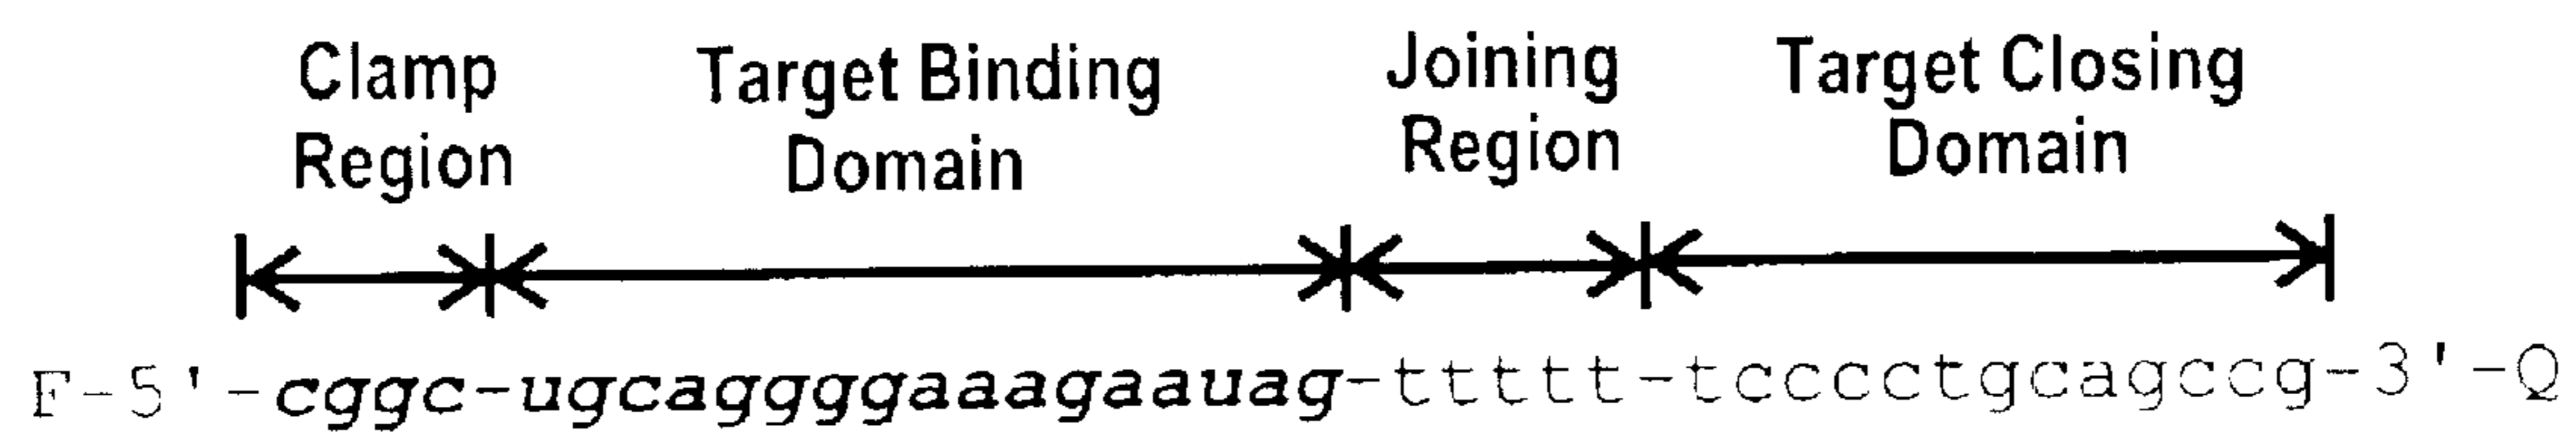 Clamp Region
Target Binding Domain
Joining Region
Target Closing Domain
F-5'-cggc-ugcaggggaaagaauag-ttttt-tcccctgcagccg-3'-Q